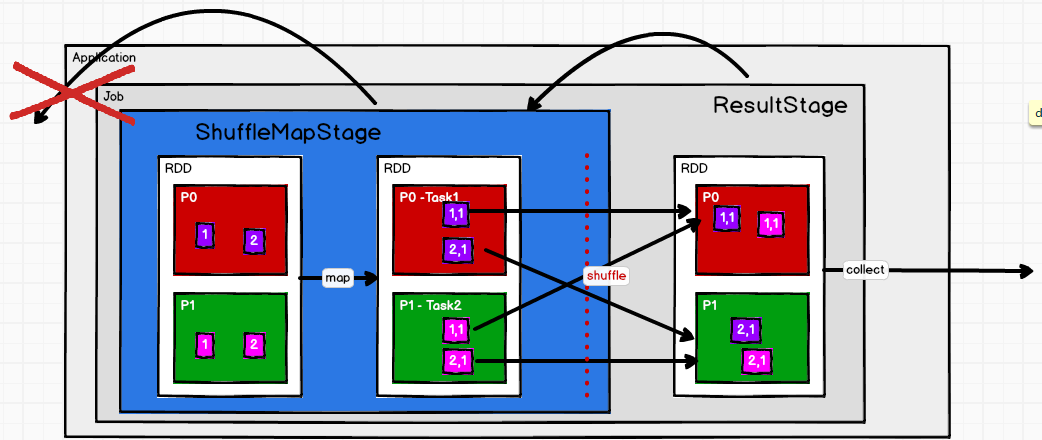 Application
Job
ResultStage
ShuffleMapStage
RDD
P0
1
2
P1
1
2
map
RDD
P0 -Task1
1,1
2,1
P1 - Task2
1,1
2,1
shuffle
RDD
P0
1,1
1,1
P1
2,1
2,1
collect
d